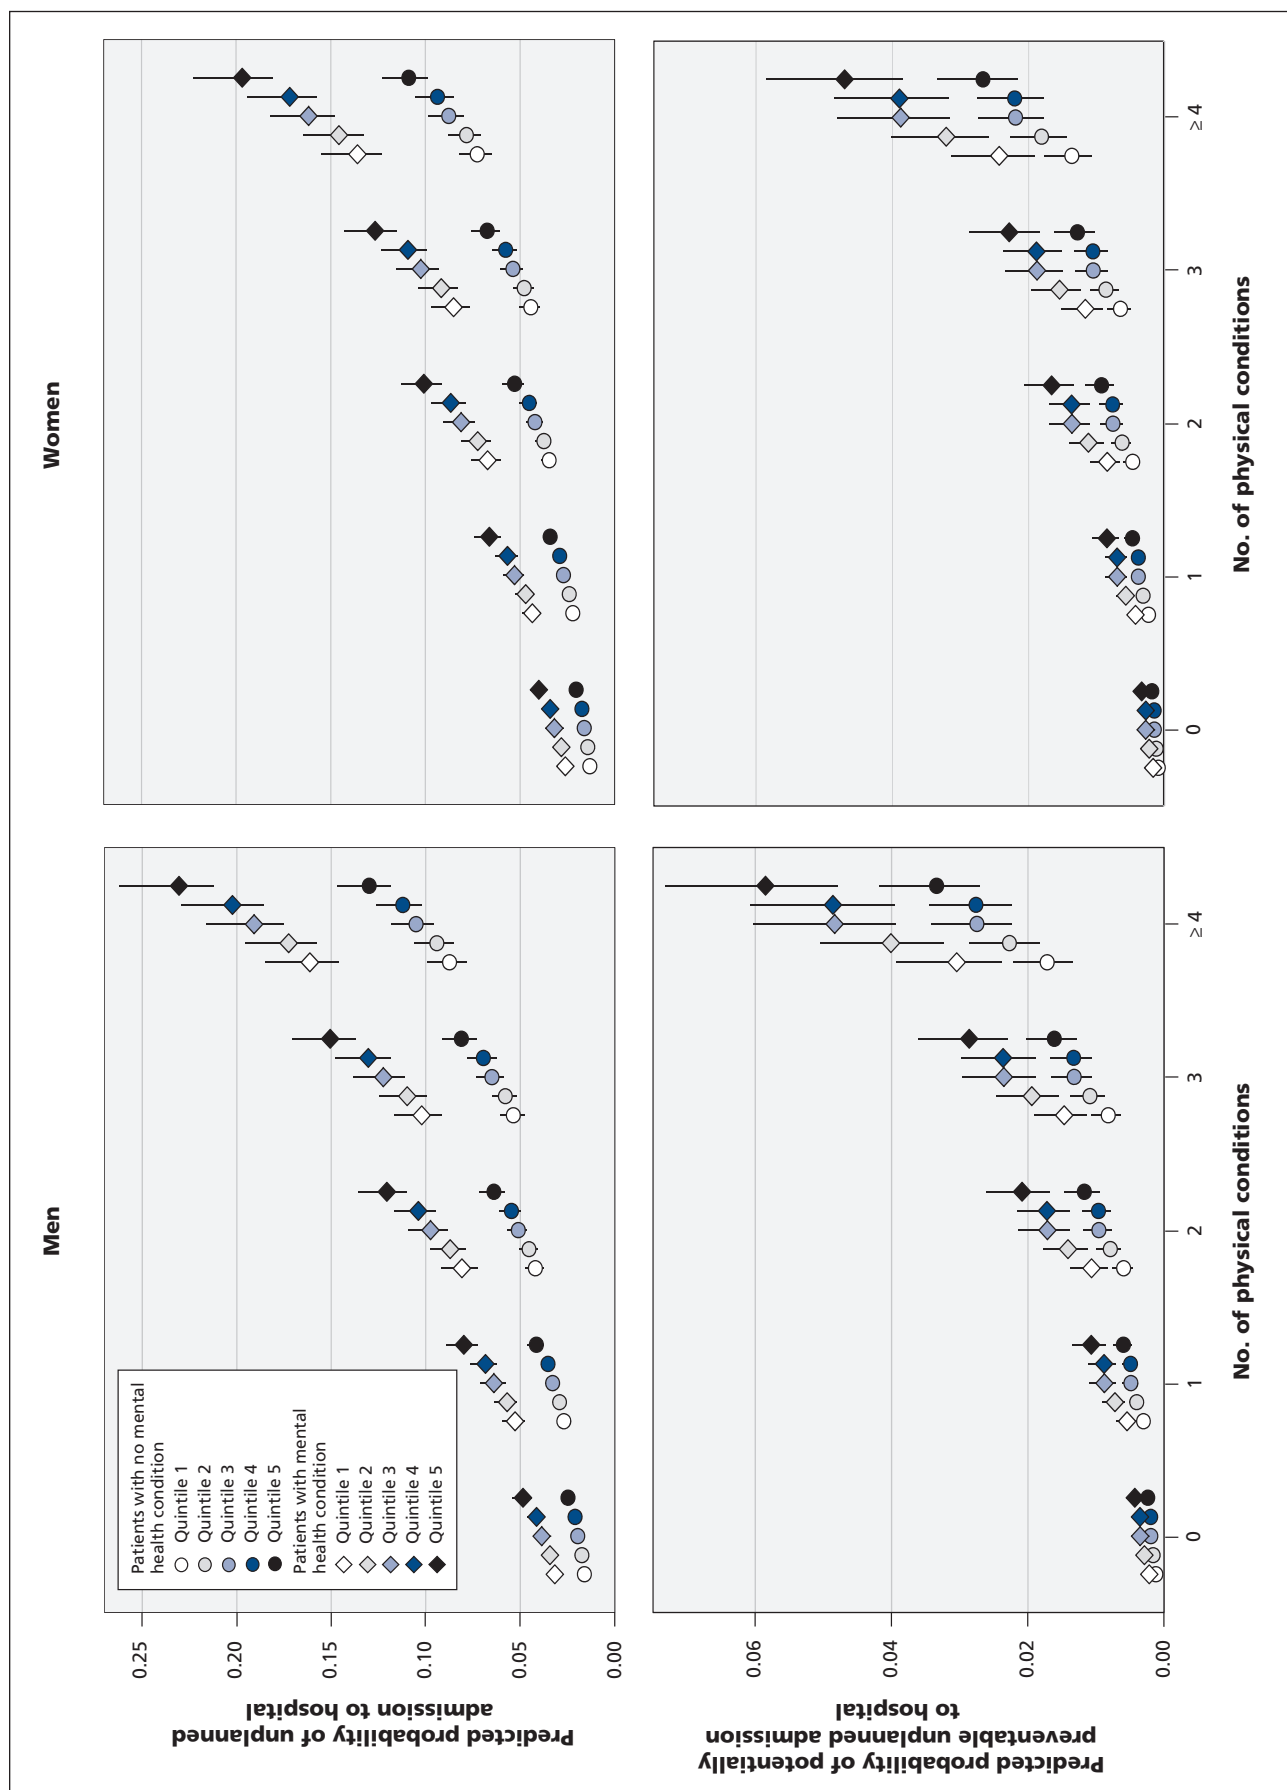 Men
Women
Predicted probability of unplanned
admission to hospital
0.25
0.20
0.15
0.10
0.05
0.00
Patients with no mental
health condition
Quintile 1
Quintile 2
Quintile 3
Quintile 4
Quintile 5
Patients with mental
health condition
Quintile 1
Quintile 2
Quintile 3
Quintile 4
Quintile 5
Predicted probability of potentially
preventable unplanned admission
to hospital
0.06
0.04
0.02
0.00
0
1
2
3
≥ 4
0
1
2
3
≥ 4
No. of physical conditions
No. of physical conditions